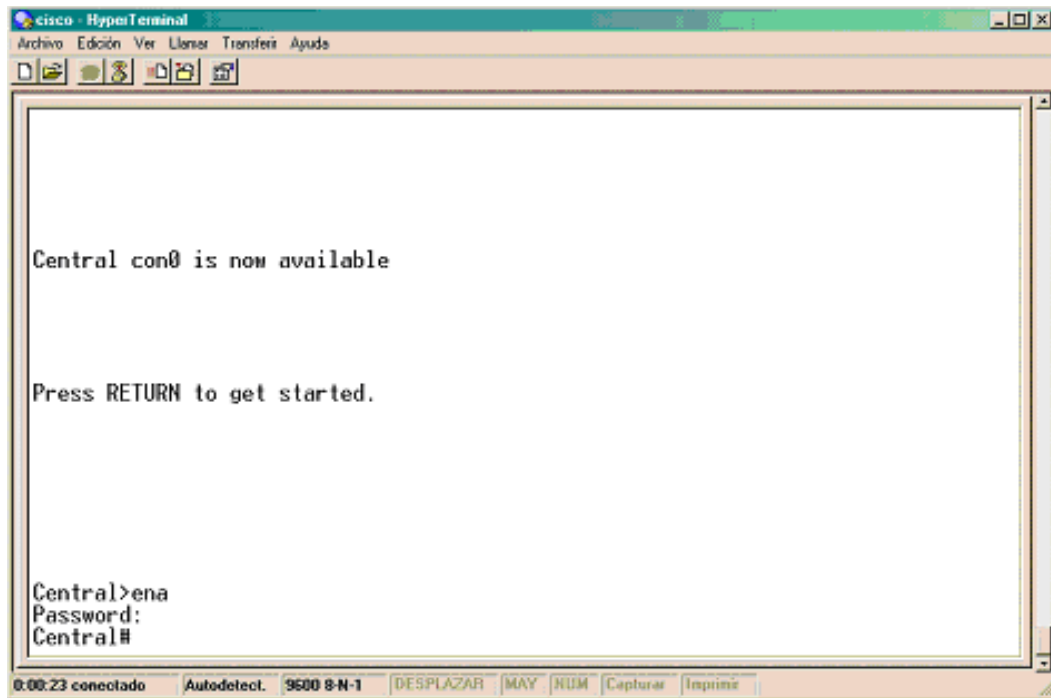 cisco - HyperTerminal
Archivo Edición Ver Llamar Transferir Ayuda
Central con0 is now available
Press RETURN to get started.
Central>ena
Password:
Central#
0:00:23 conectado Autodetect. 9600 8-N-1 DESPLAZAR MAY NUM Capturar Imprimir